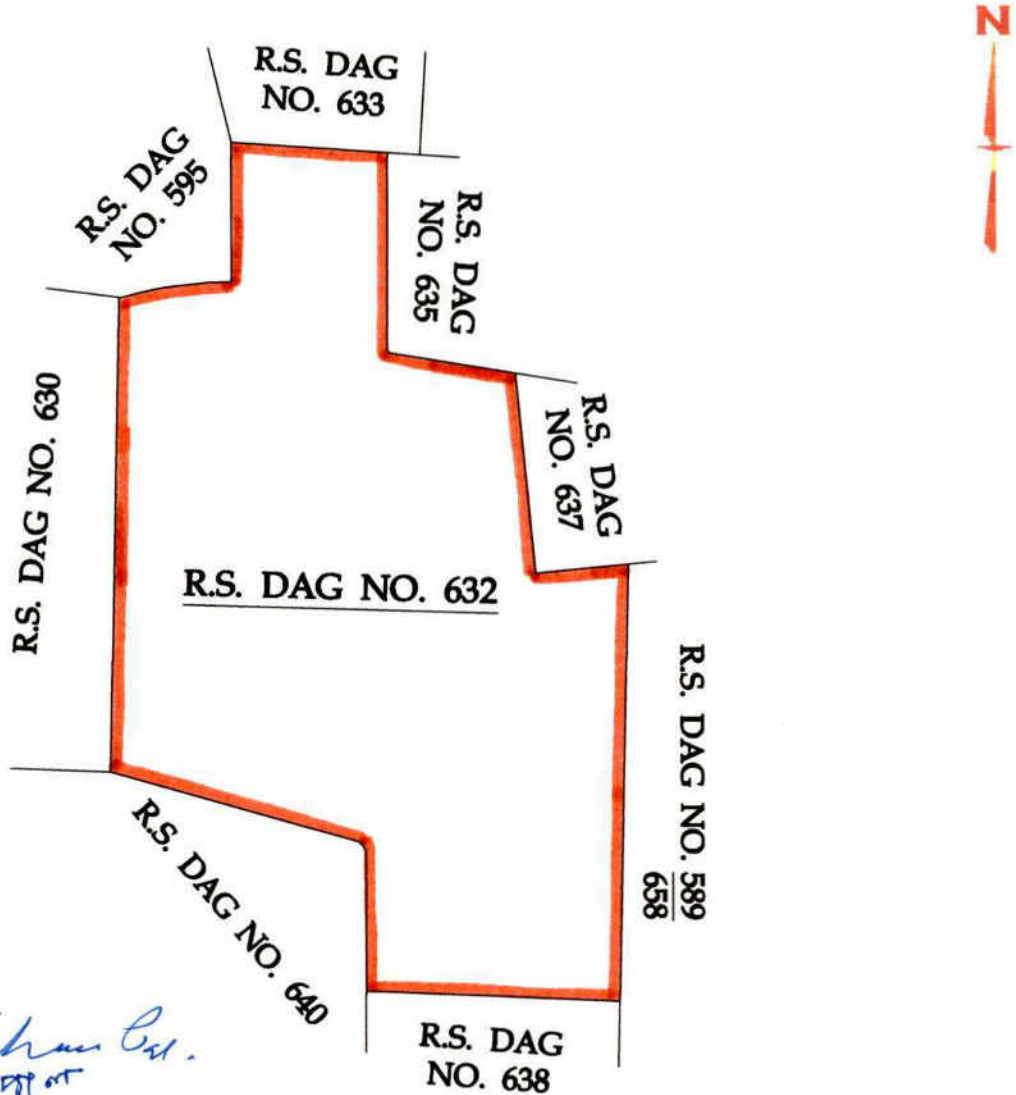 N
R.S. DAG
NO. 633
R.S. DAG
NO. 595
R.S. DAG
NO. 635
R.S. DAG NO. 630
R.S. DAG
NO. 637
R.S. DAG NO. 632
R.S. DAG NO. 589
658
R.S. DAG NO. 640
R.S. DAG
NO. 638